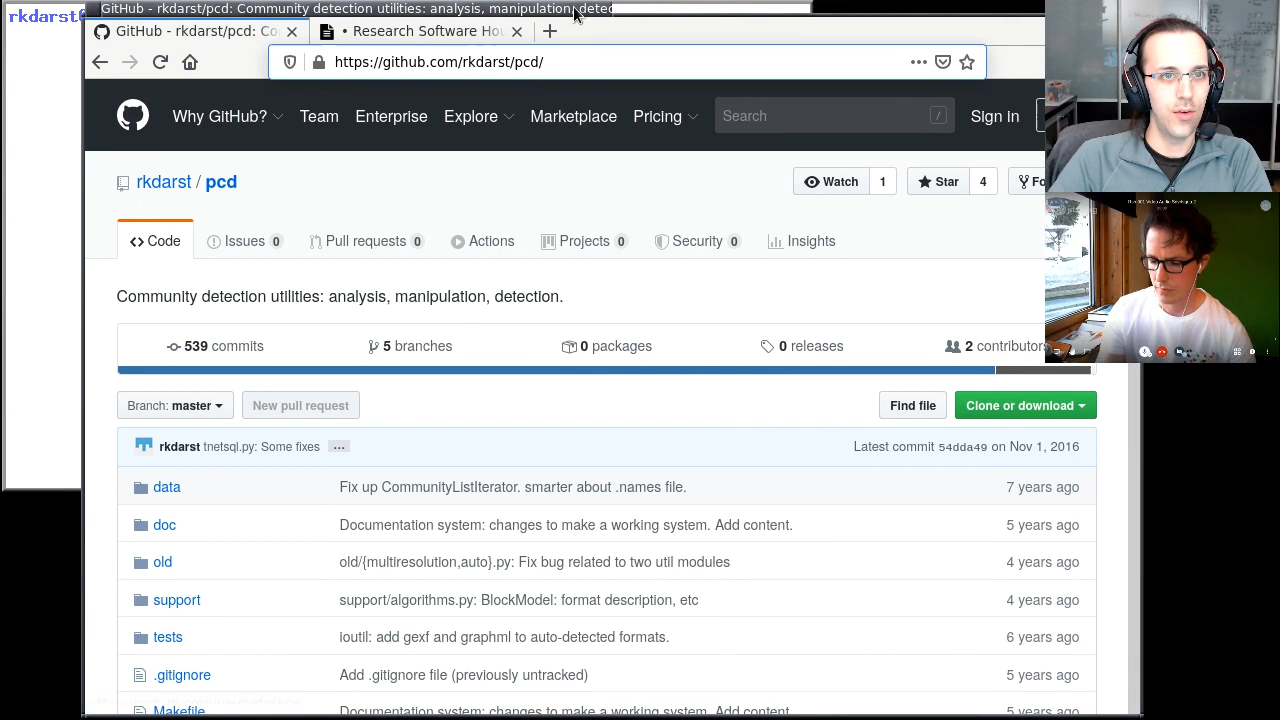 GitHub - rkdarst/pcd: Community detection utilities: analysis, manipulation, detec
GitHub - rkdarst/pcd: Co
• Research Software Hou
https://github.com/rkdarst/pcd/
Why GitHub? Team Enterprise Explore Marketplace Pricing Search / Sign in
rkdarst / pcd
Watch 1 Star 4 Fo
Code Issues 0 Pull requests 0 Actions Projects 0 Security 0 Insights
Community detection utilities: analysis, manipulation, detection.
539 commits 5 branches 0 packages 0 releases 2 contributor
Branch: master New pull request Find file Clone or download
rkdarst tnetsql.py: Some fixes … Latest commit 54dda49 on Nov 1, 2016
data Fix up CommunityListIterator. smarter about .names file. 7 years ago
doc Documentation system: changes to make a working system. Add content. 5 years ago
old old/{multiresolution,auto}.py: Fix bug related to two util modules 4 years ago
support support/algorithms.py: BlockModel: format description, etc 4 years ago
tests ioutil: add gexf and graphml to auto-detected formats. 6 years ago
.gitignore Add .gitignore file (previously untracked) 5 years ago
Makefile Documentation system: changes to make a working system. Add content. 5 years ago